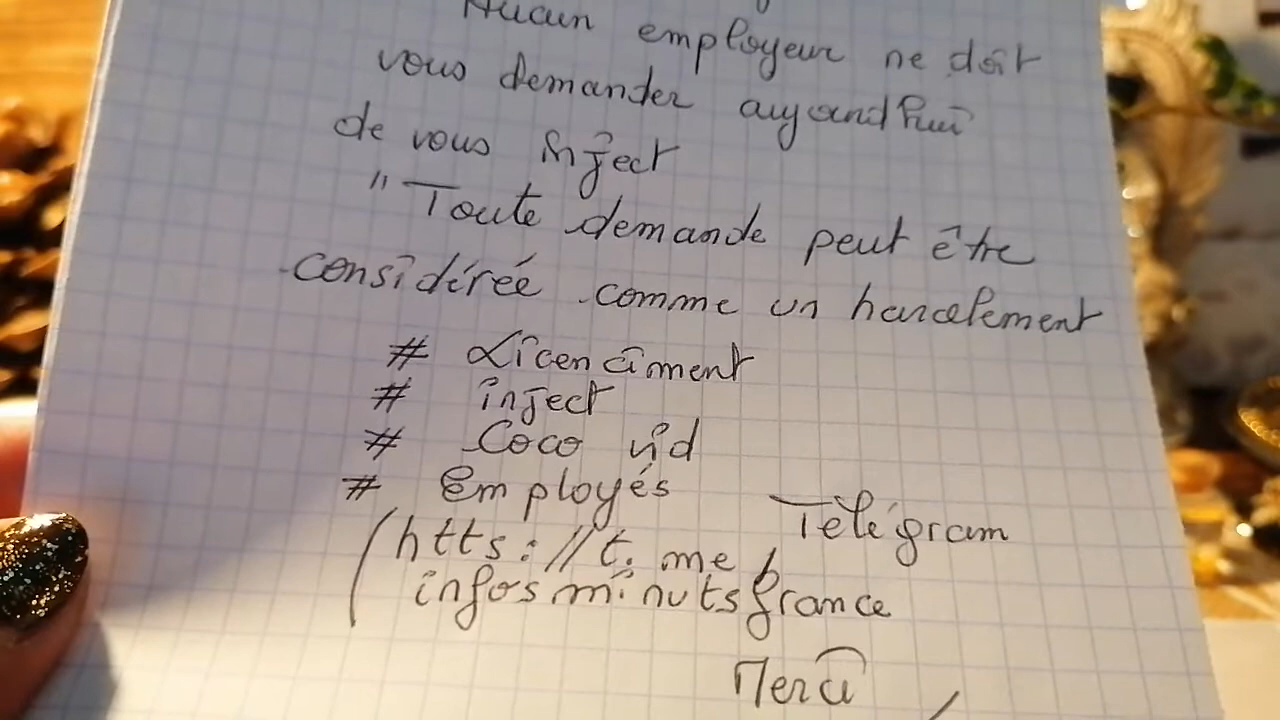 Aucun employeur ne doit
vous demander aujourd'hui
de vous inject
" Toute demande peut être
considérée comme un harcelement
# Licenciment
# inject
# Coco vid
# Employés
Télégram
(htts://t.me/
infosminutsfrance
Merci